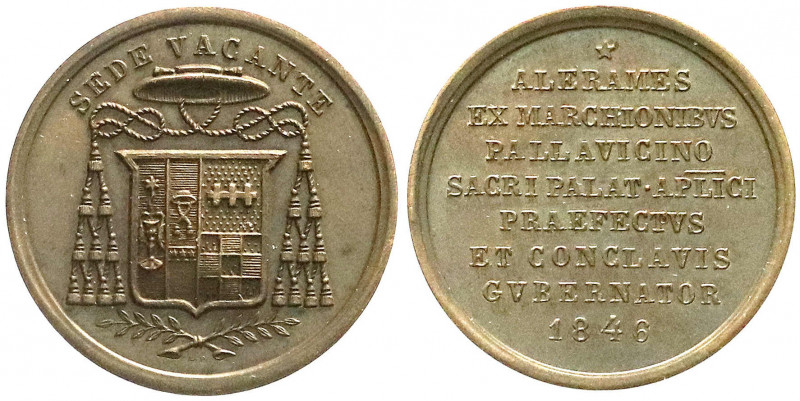 SEDE VACANTE
ALERAMES
EX MARCHIONIBVS
PALLAVICINO
SACRI PALAT·APLICI
PRAEFECTVS
ET CONCLAVIS
GVBERNATOR
1846